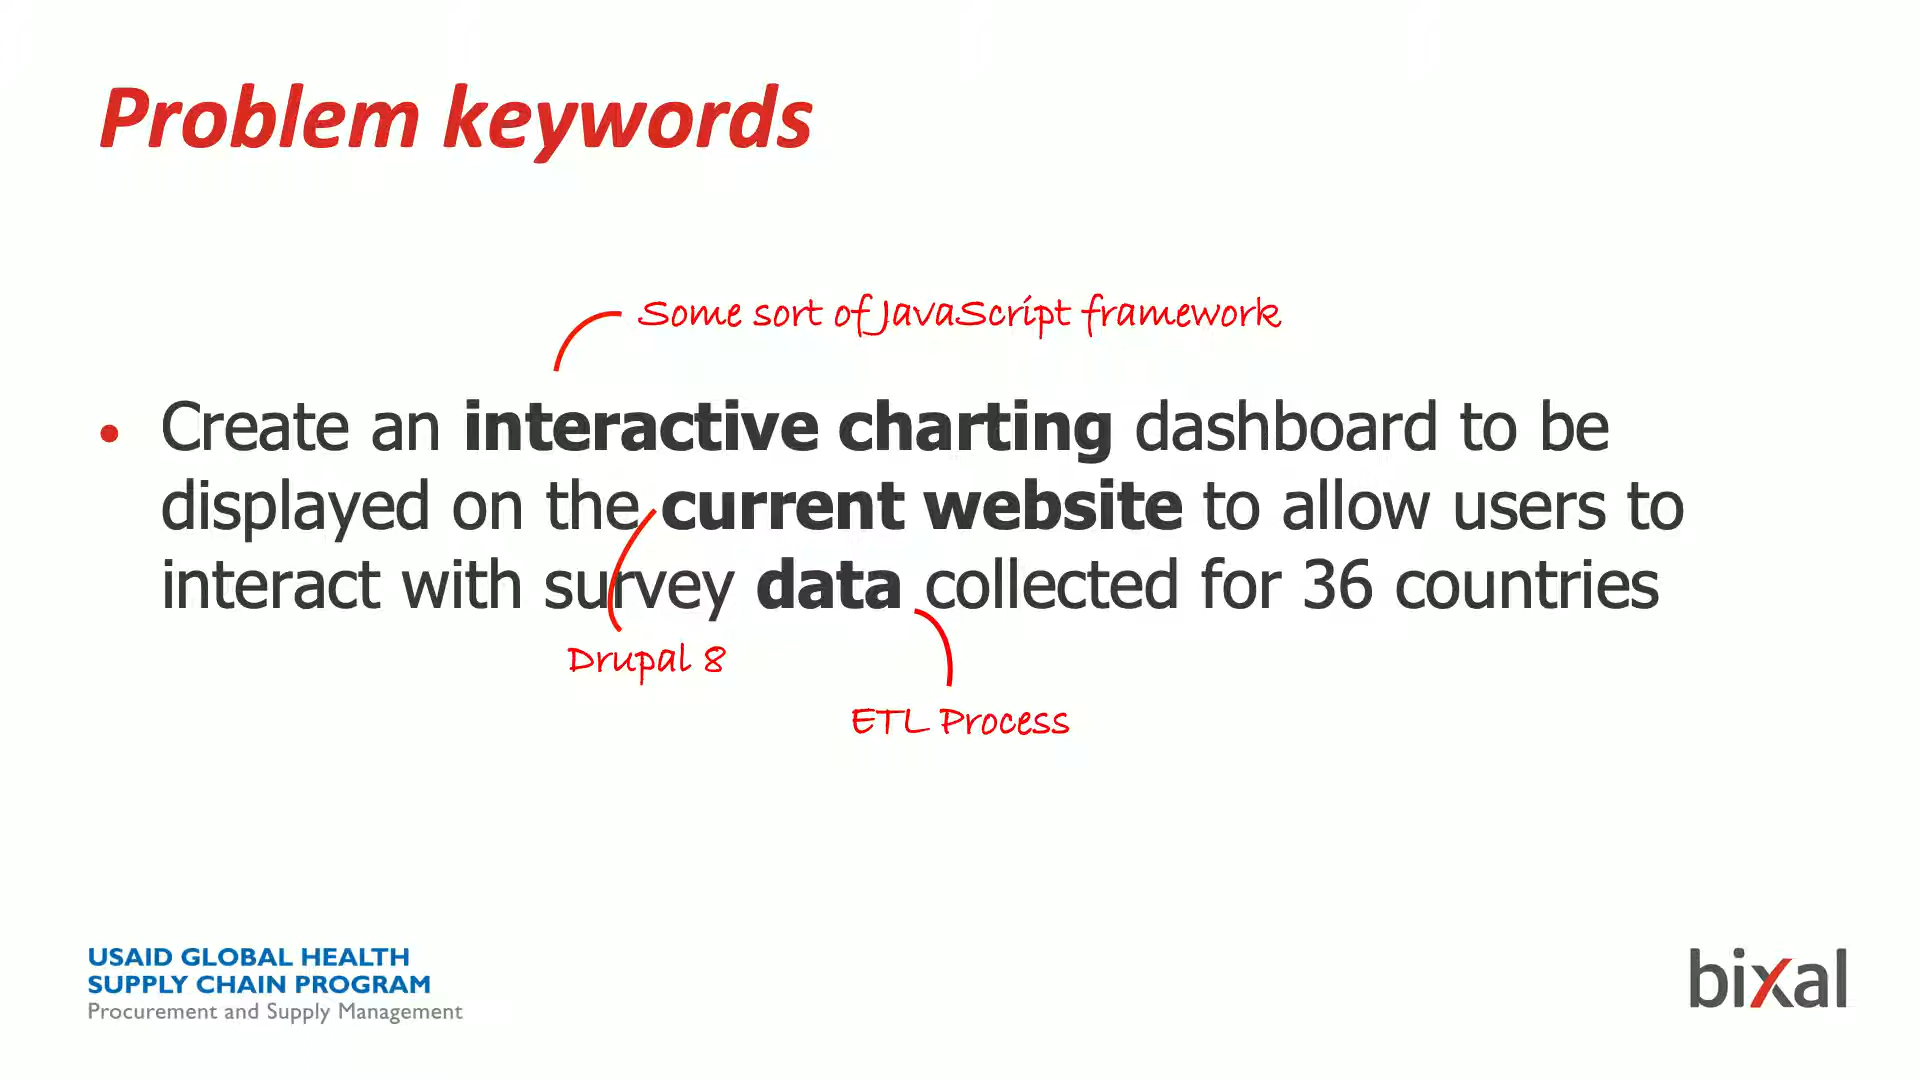 Problem keywords
Some sort of JavaScript framework
• Create an interactive charting dashboard to be
displayed on the current website to allow users to
interact with survey data collected for 36 countries
Drupal 8
ETL Process
USAID GLOBAL HEALTH
SUPPLY CHAIN PROGRAM
Procurement and Supply Management
bixal